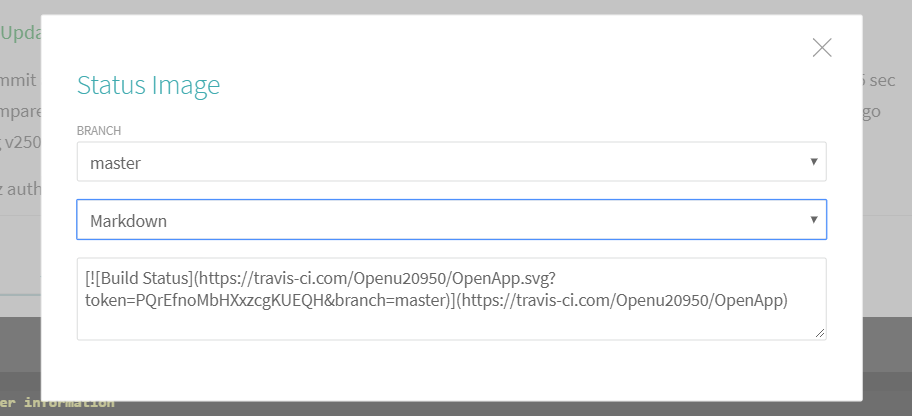 Upda
Status Image
mmit
5 sec
BRANCH
mpare
go
master
v250
z auth
Markdown
[![Build Status](https://travis-ci.com/Openu20950/OpenApp.svg?
token=PQrEfnoMbHXxzcgKUEQH&branch=master)](https://travis-ci.com/Openu20950/OpenApp)
er information